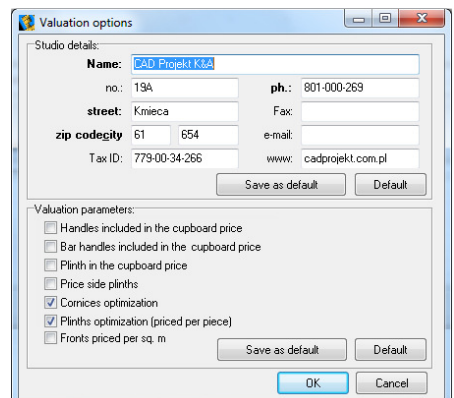 Valuation options
Studio details:
Name: CAD Projekt K&A
no.: 19A ph.: 801-000-269
street: Kmieca Fax:
zip codecity 61 654 e-mail:
Tax ID: 779-00-34-266 www: cadprojekt.com.pl
Save as default Default
Valuation parameters:
Handles included in the cupboard price
Bar handles included in the cupboard price
Plinth in the cupboard price
Price side plinths
Cornices optimization
Plinths optimization (priced per piece)
Fronts priced per sq. m
Save as default Default
OK Cancel